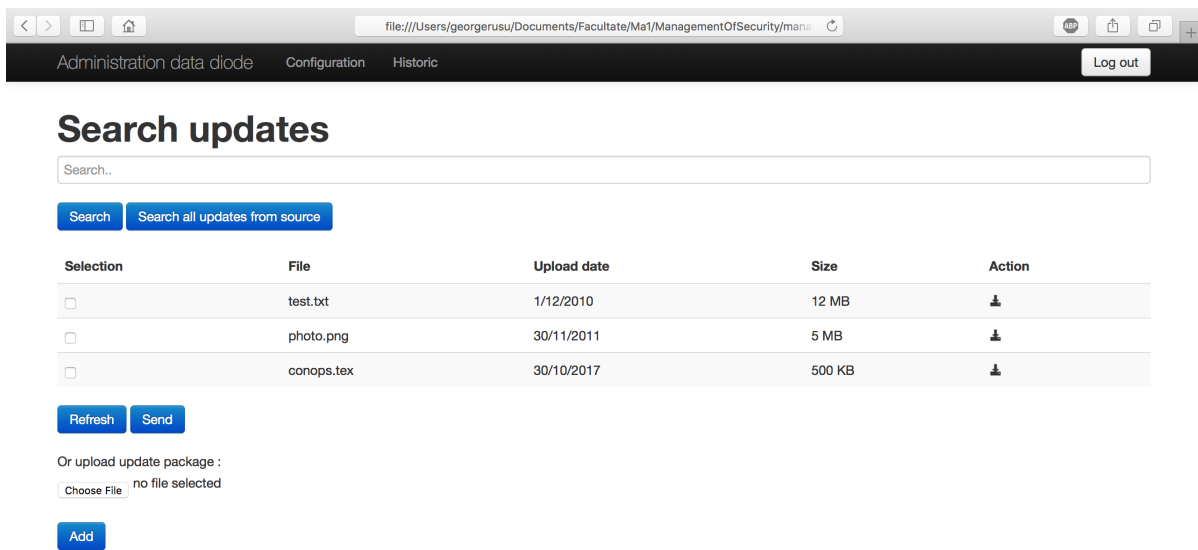 file:///Users/georgerusu/Documents/Facultate/Ma1/ManagementOfSecurity/mana
ABP
Administration data diode Configuration Historic Log out
Search updates
Search..
Search Search all updates from source
Selection File Upload date Size Action
test.txt 1/12/2010 12 MB
photo.png 30/11/2011 5 MB
conops.tex 30/10/2017 500 KB
Refresh Send
Or upload update package :
Choose File no file selected
Add